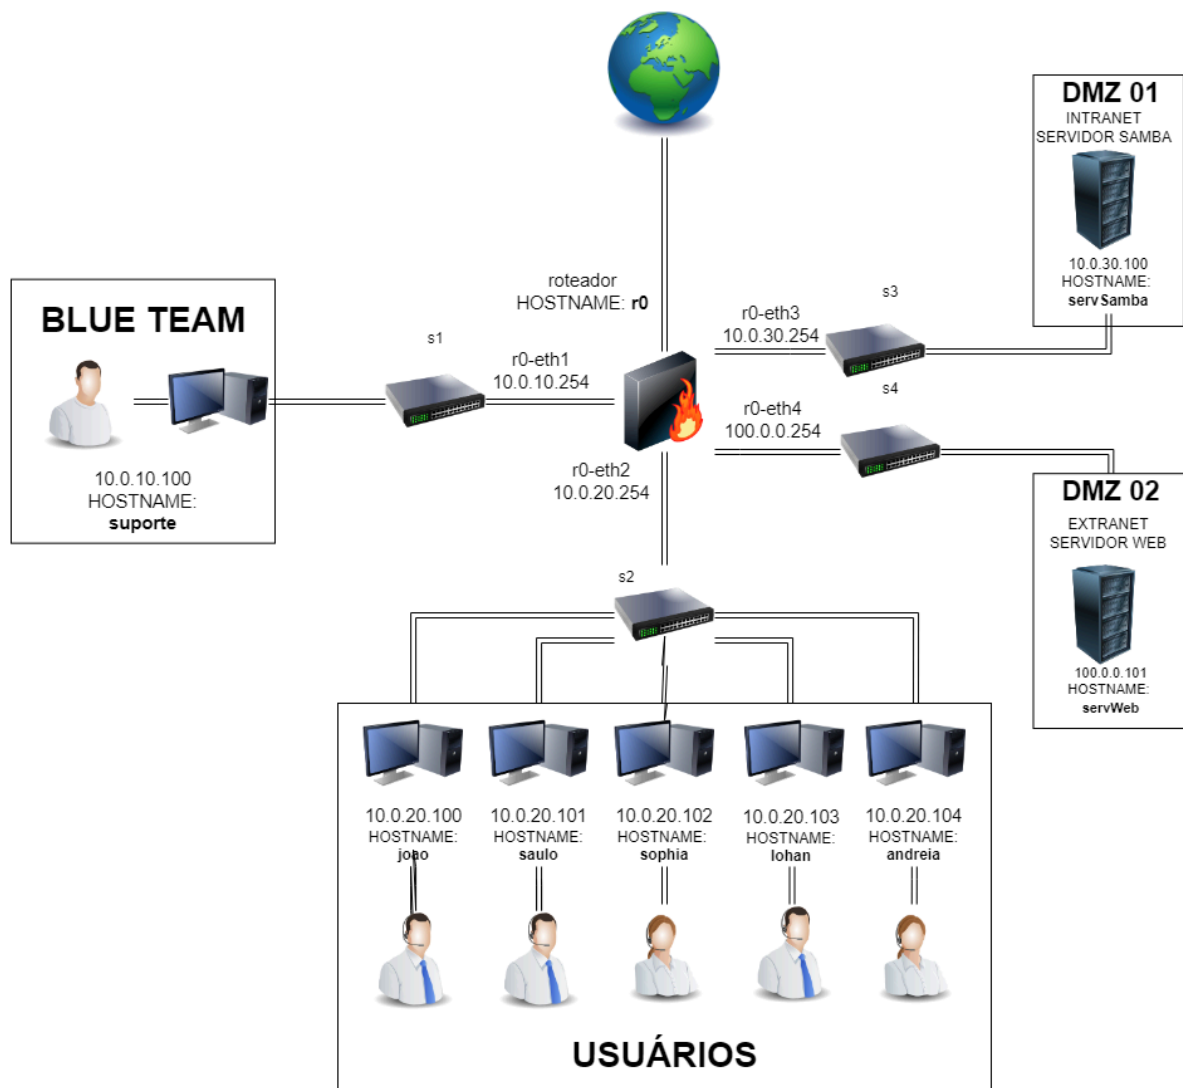 DMZ 01
INTRANET
SERVIDOR SAMBA
10.0.30.100
HOSTNAME:
servSamba
roteador
HOSTNAME: r0
r0-eth3
10.0.30.254
s3
BLUE TEAM
10.0.10.100
HOSTNAME:
suporte
s1
r0-eth1
10.0.10.254
r0-eth4
100.0.0.254
s4
r0-eth2
10.0.20.254
DMZ 02
EXTRANET
SERVIDOR WEB
100.0.0.101
HOSTNAME:
servWeb
s2
10.0.20.100
HOSTNAME:
joao
10.0.20.101
HOSTNAME:
saulo
10.0.20.102
HOSTNAME:
sophia
10.0.20.103
HOSTNAME:
lohan
10.0.20.104
HOSTNAME:
andreia
USUÁRIOS